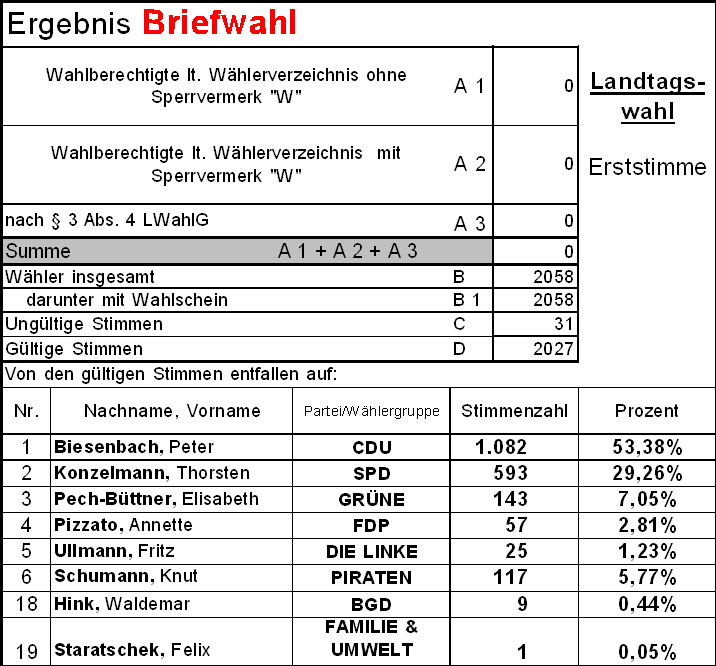 Ergebnis Briefwahl
Wahlberechtigte lt. Wählerverzeichnis ohne
Sperrvermerk "W"
A 1
0
Landtags-
wahl
Wahlberechtigte lt. Wählerverzeichnis mit
Sperrvermerk "W"
A 2
0
Erststimme
nach § 3 Abs. 4 LWahlG A 3 0
Summe A 1 + A 2 + A 3 0
Wähler insgesamt B 2058
darunter mit Wahlschein B 1 2058
Ungültige Stimmen C 31
Gültige Stimmen D 2027
Von den gültigen Stimmen entfallen auf:
Nr. Nachname, Vorname Partei/Wählergruppe Stimmenzahl Prozent
1 Biesenbach, Peter CDU 1.082 53,38%
2 Konzelmann, Thorsten SPD 593 29,26%
3 Pech-Büttner, Elisabeth GRÜNE 143 7,05%
4 Pizzato, Annette FDP 57 2,81%
5 Ullmann, Fritz DIE LINKE 25 1,23%
6 Schumann, Knut PIRATEN 117 5,77%
18 Hink, Waldemar BGD 9 0,44%
FAMILIE &
19 Staratschek, Felix UMWELT 1 0,05%